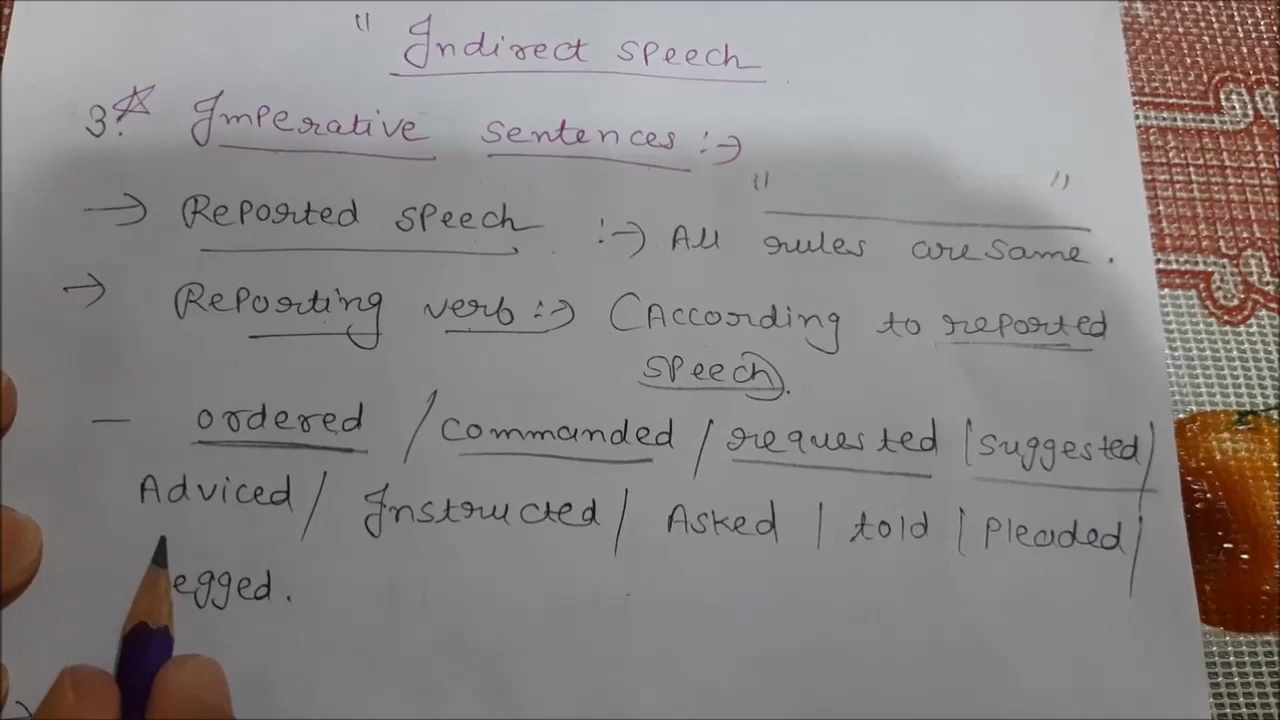 " Indirect speech
3.* Imperative sentences :->
" "
-> Reported speech :-> All rules are same.
-> Reporting verb :-> (According to reported
speech).
- ordered / commanded / requested / suggested /
Adviced / Instructed / Asked / told / Pleaded /
egged.